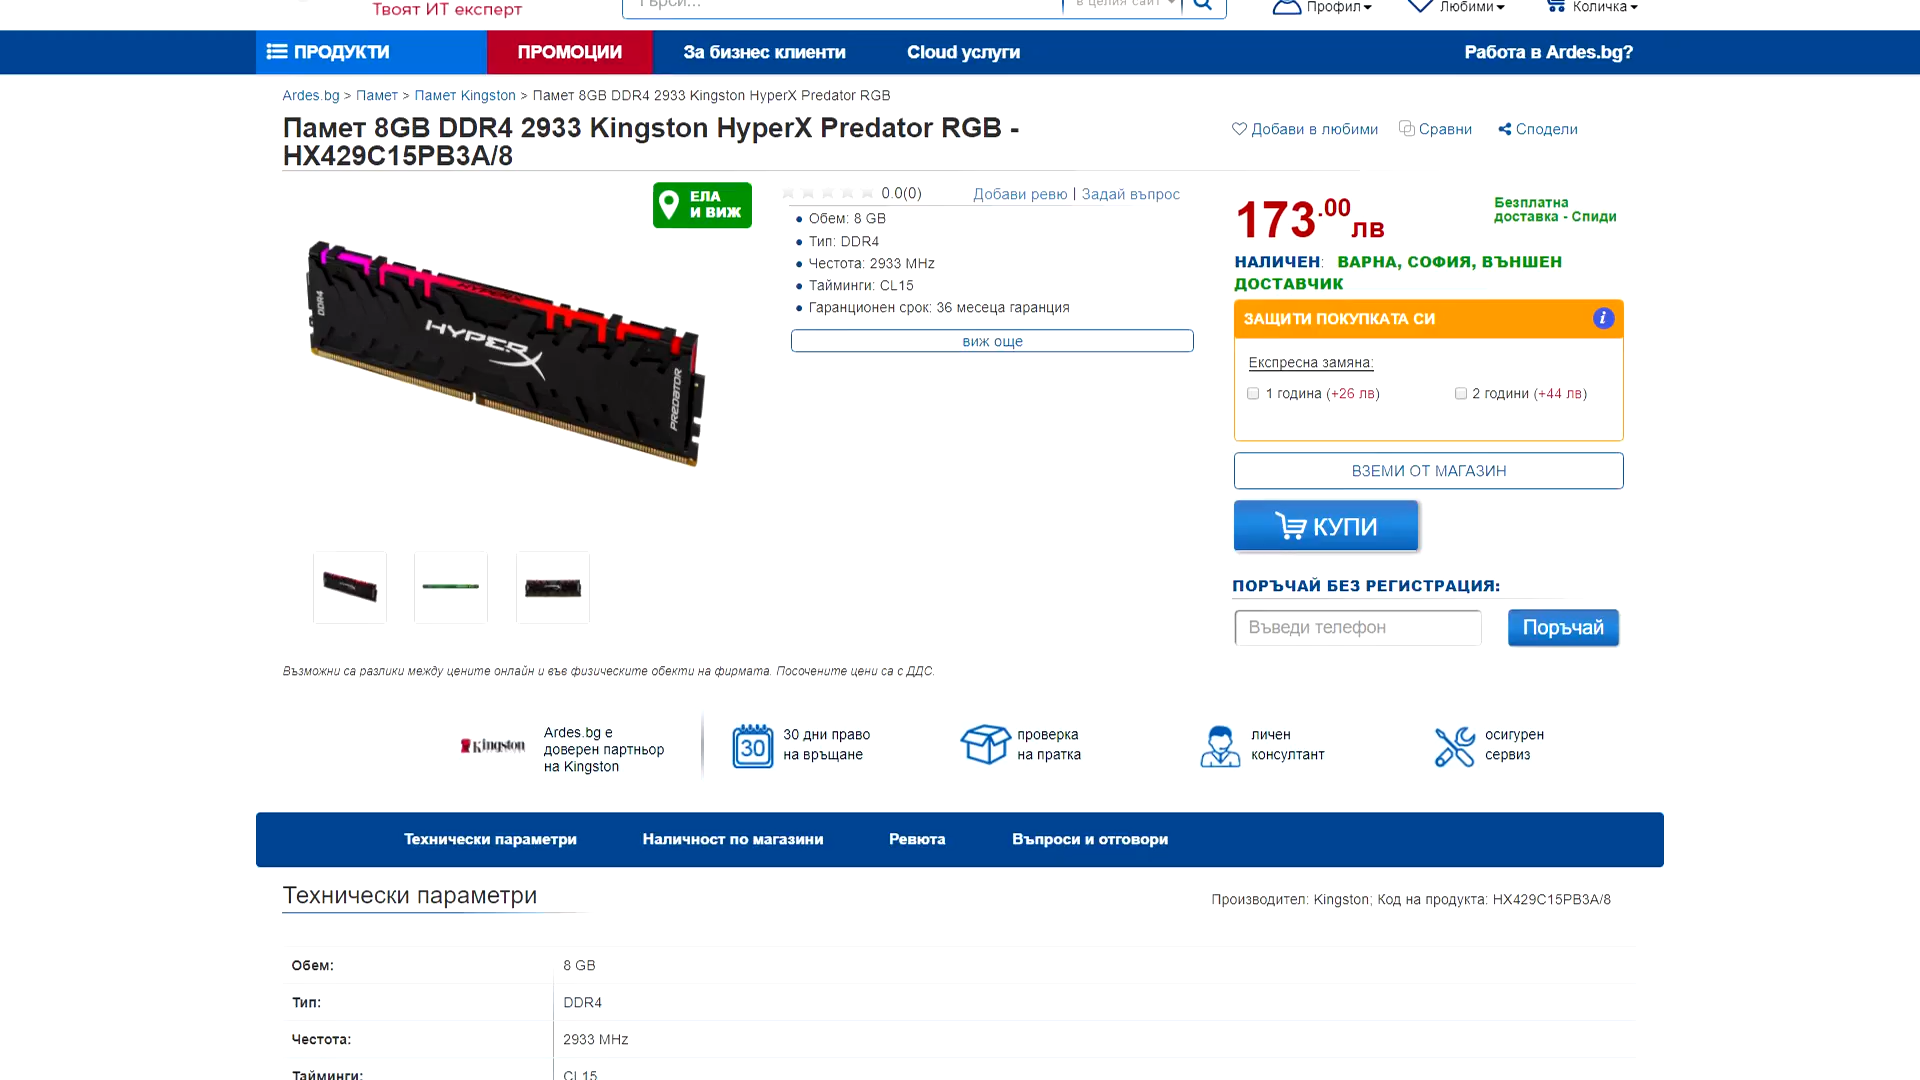 Твоят ИТ експерт
Търси...
в целия сайт
Профил
Любими
Количка
ПРОДУКТИ
ПРОМОЦИИ
За бизнес клиенти
Cloud услуги
Работа в Ardes.bg?
Ardes.bg > Памет > Памет Kingston > Памет 8GB DDR4 2933 Kingston HyperX Predator RGB
Памет 8GB DDR4 2933 Kingston HyperX Predator RGB -
HX429C15PB3A/8
Добави в любими
Сравни
Сподели
ЕЛА
И ВИЖ
DDR4
HYPERX
HYPERX
PREDATOR
0.0(0)
Добави ревю | Задай въпрос
Обем: 8 GB
Тип: DDR4
Честота: 2933 MHz
Тайминги: CL15
Гаранционен срок: 36 месеца гаранция
виж още
173.00 лв
Безплатна
доставка - Спиди
НАЛИЧЕН: ВАРНА, СОФИЯ, ВЪНШЕН
ДОСТАВЧИК
ЗАЩИТИ ПОКУПКАТА СИ
i
Експресна замяна:
1 година (+26 лв)
2 години (+44 лв)
ВЗЕМИ ОТ МАГАЗИН
КУПИ
ПОРЪЧАЙ БЕЗ РЕГИСТРАЦИЯ:
Въведи телефон
Поръчай
Възможни са разлики между цените онлайн и във физическите обекти на фирмата. Посочените цени са с ДДС.
Kingston
Ardes.bg е
доверен партньор
на Kingston
30
30 дни право
на връщане
проверка
на пратка
личен
консултант
осигурен
сервиз
Технически параметри
Наличност по магазини
Ревюта
Въпроси и отговори
Технически параметри
Производител: Kingston; Код на продукта: HX429C15PB3A/8
Обем: 8 GB
Тип: DDR4
Честота: 2933 MHz
Тайминги: CL15